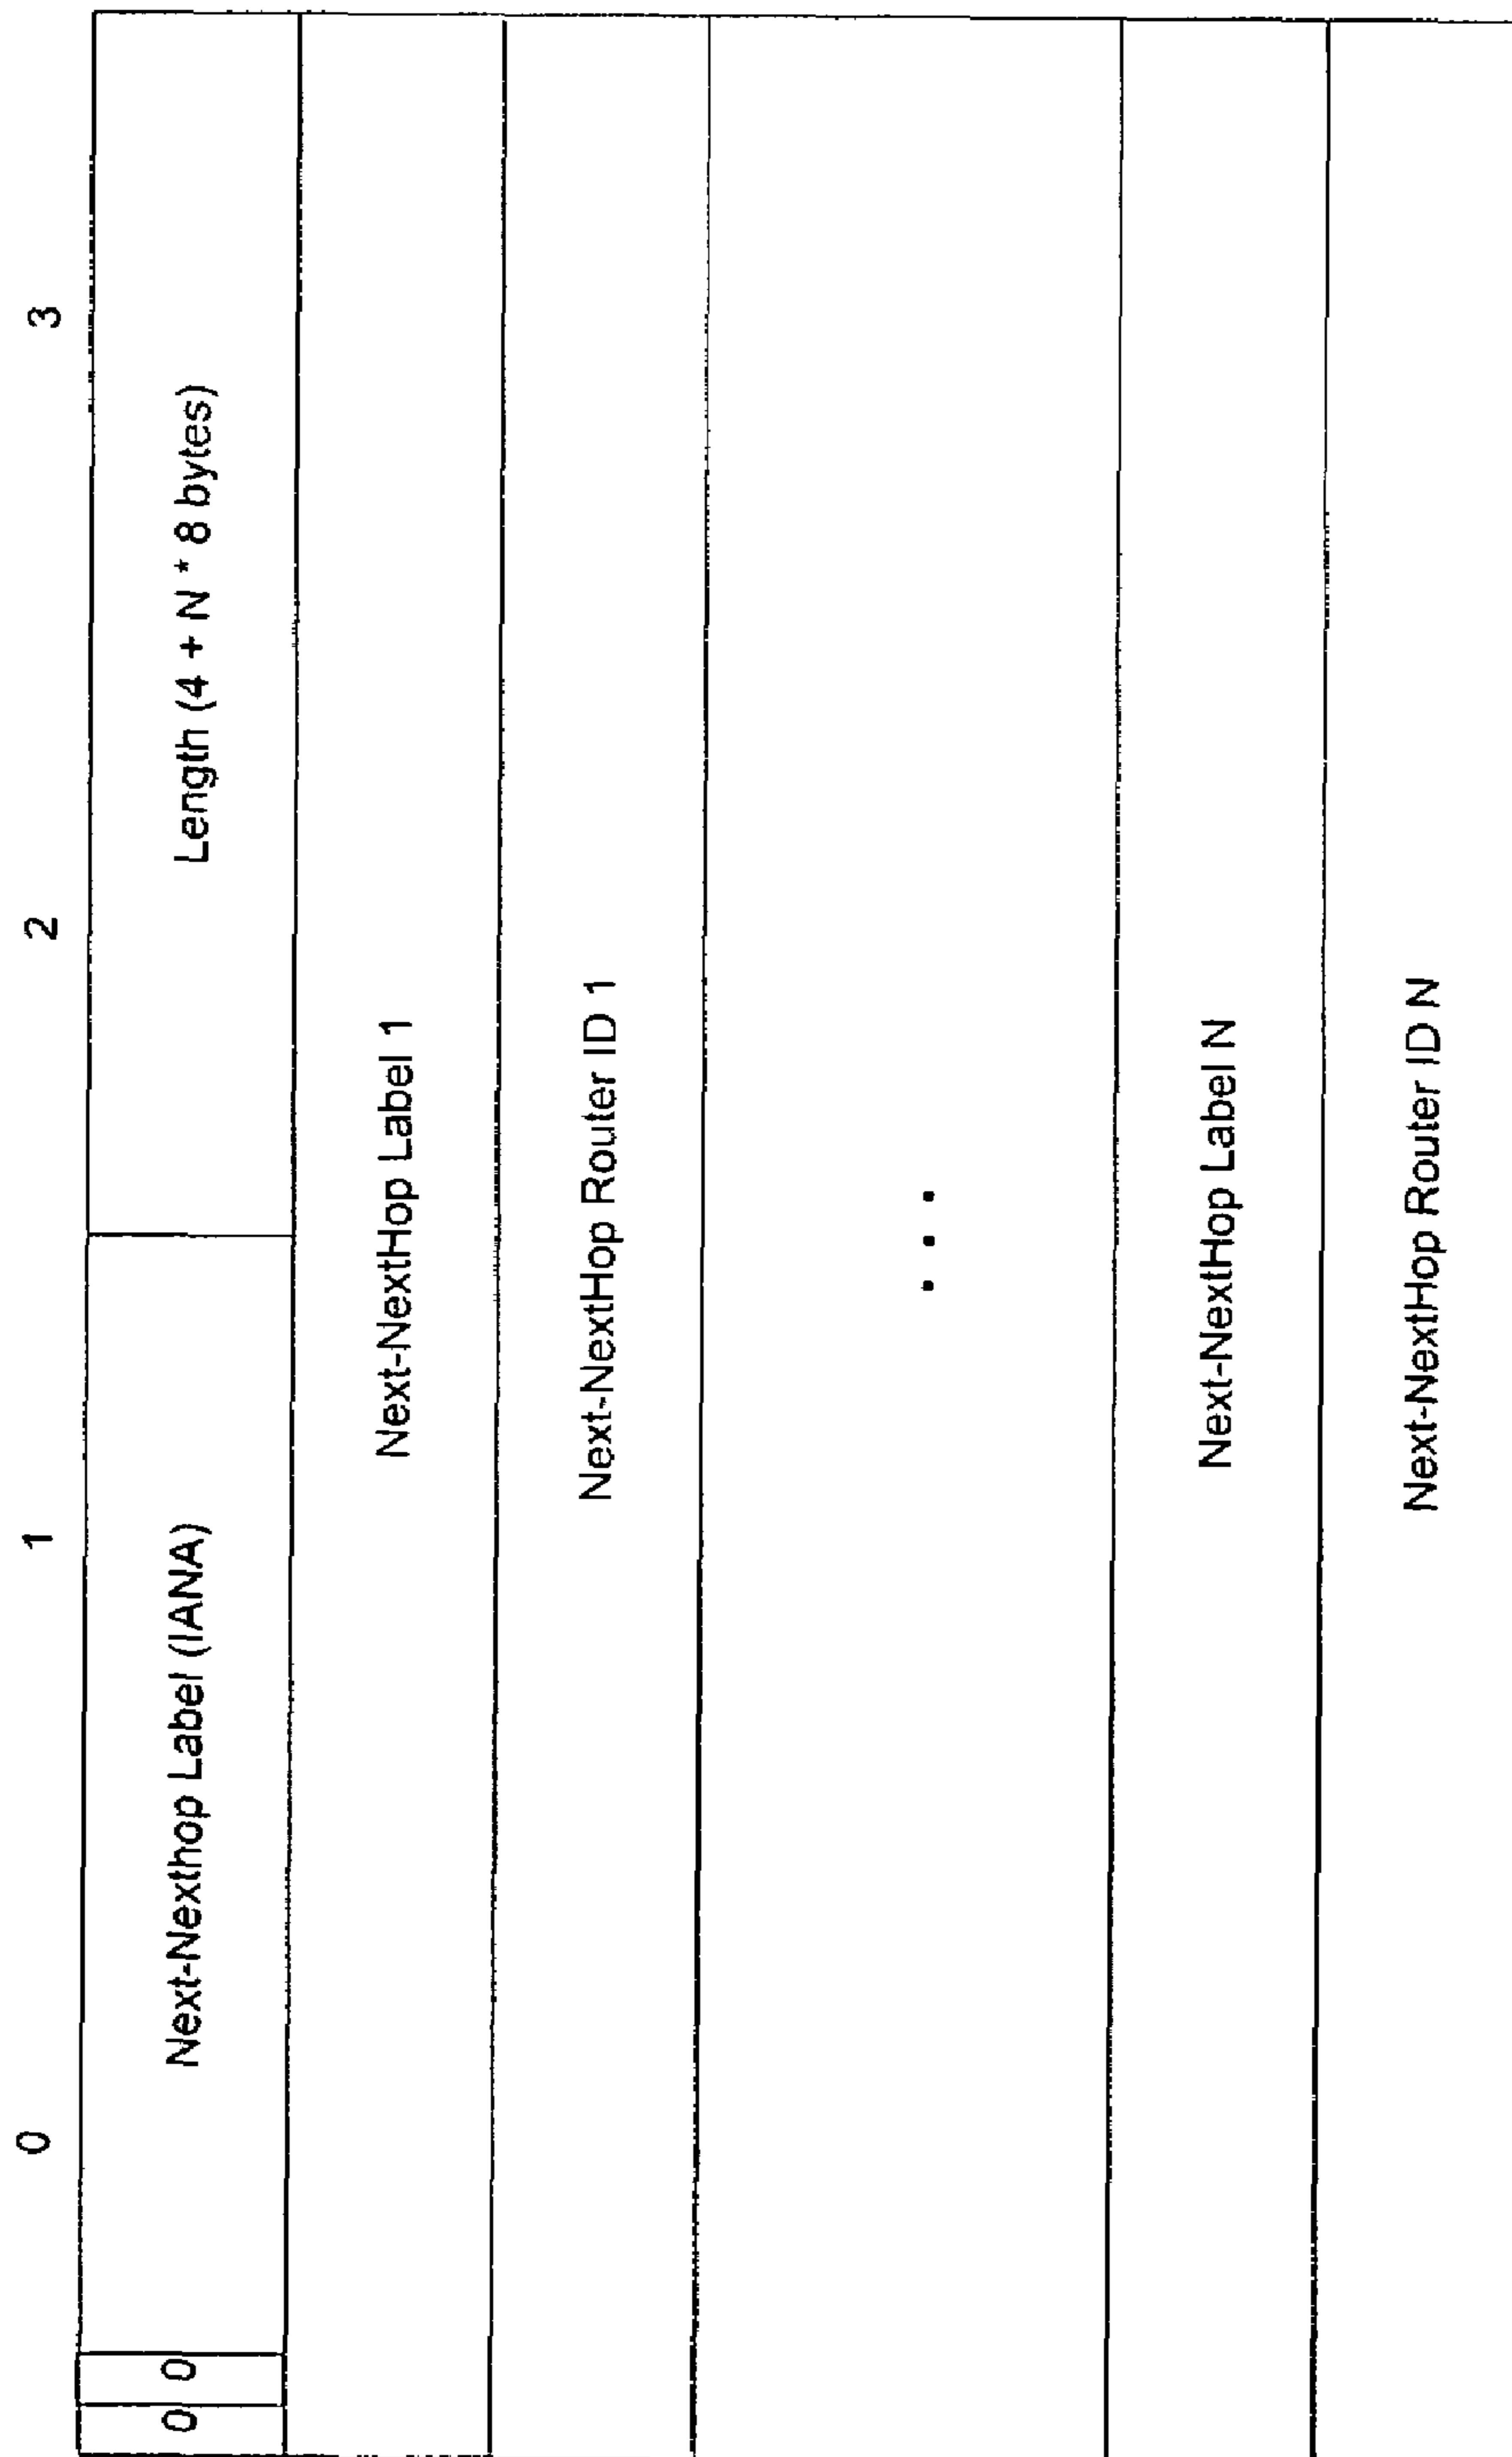 0 1 2 3
0 0 Next-Nexthop Label (IANA) Length (4 + N * 8 bytes)
Next-NextHop Label 1
Next-NextHop Router ID 1
...
Next-NextHop Label N
Next-NextHop Router ID N